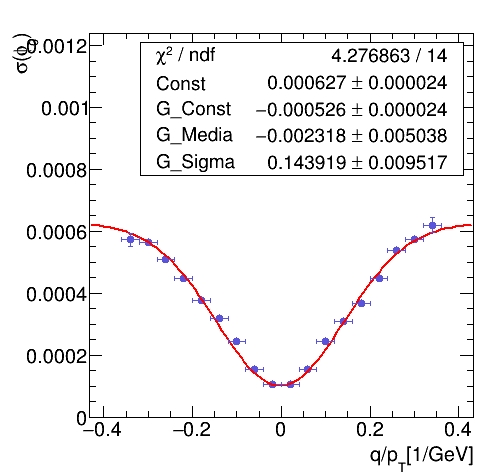 σ(ϕ₀)
0.0012
0.001
0.0008
0.0006
0.0004
0.0002
0
χ² / ndf 4.276863 / 14
Const 0.000627 ± 0.000024
G_Const −0.000526 ± 0.000024
G_Media −0.002318 ± 0.005038
G_Sigma 0.143919 ± 0.009517
−0.4 −0.2 0 0.2 0.4
q/p_T[1/GeV]